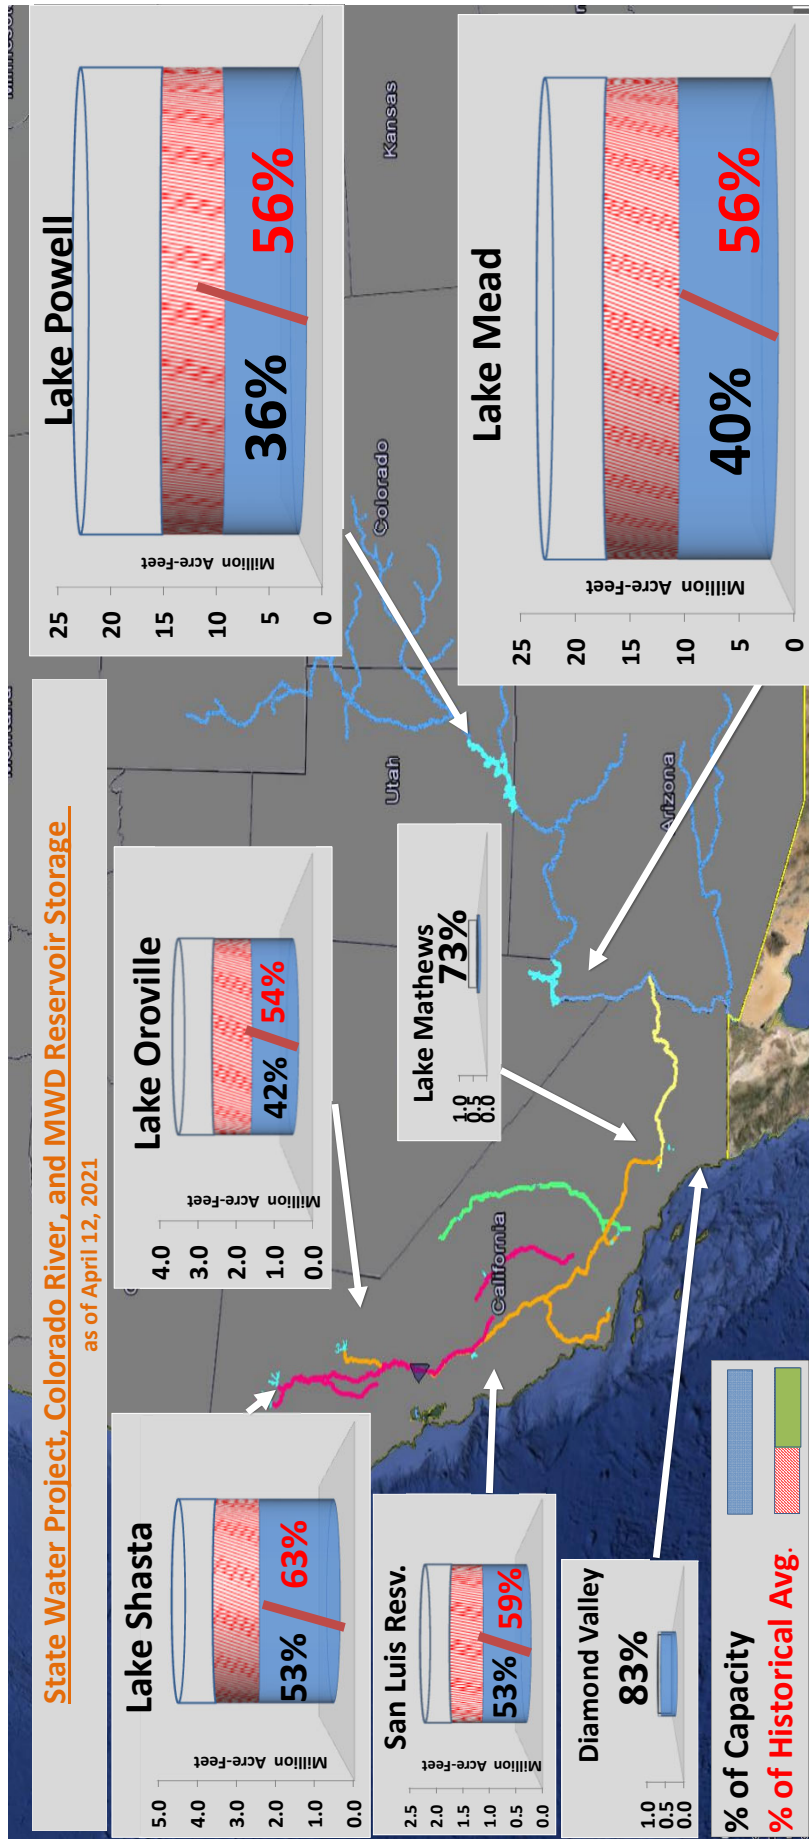 State Water Project, Colorado River, and MWD Reservoir Storage
as of April 12, 2021
Lake Shasta
Million Acre-Feet
5.0
4.0
3.0
2.0
1.0
0.0
53%
63%
San Luis Resv.
Million Acre-Feet
2.5
2.0
1.5
1.0
0.5
0.0
53%
59%
Diamond Valley
1.0
0.5
0.0
83%
% of Capacity
% of Historical Avg.
Lake Oroville
Million Acre-Feet
4.0
3.0
2.0
1.0
0.0
42%
54%
Lake Mathews
1.0
0.5
0.0
73%
Lake Powell
Million Acre-Feet
25
20
15
10
5
0
36%
56%
Lake Mead
Million Acre-Feet
25
20
15
10
5
0
40%
56%
California
Utah
Arizona
Colorado
Kansas